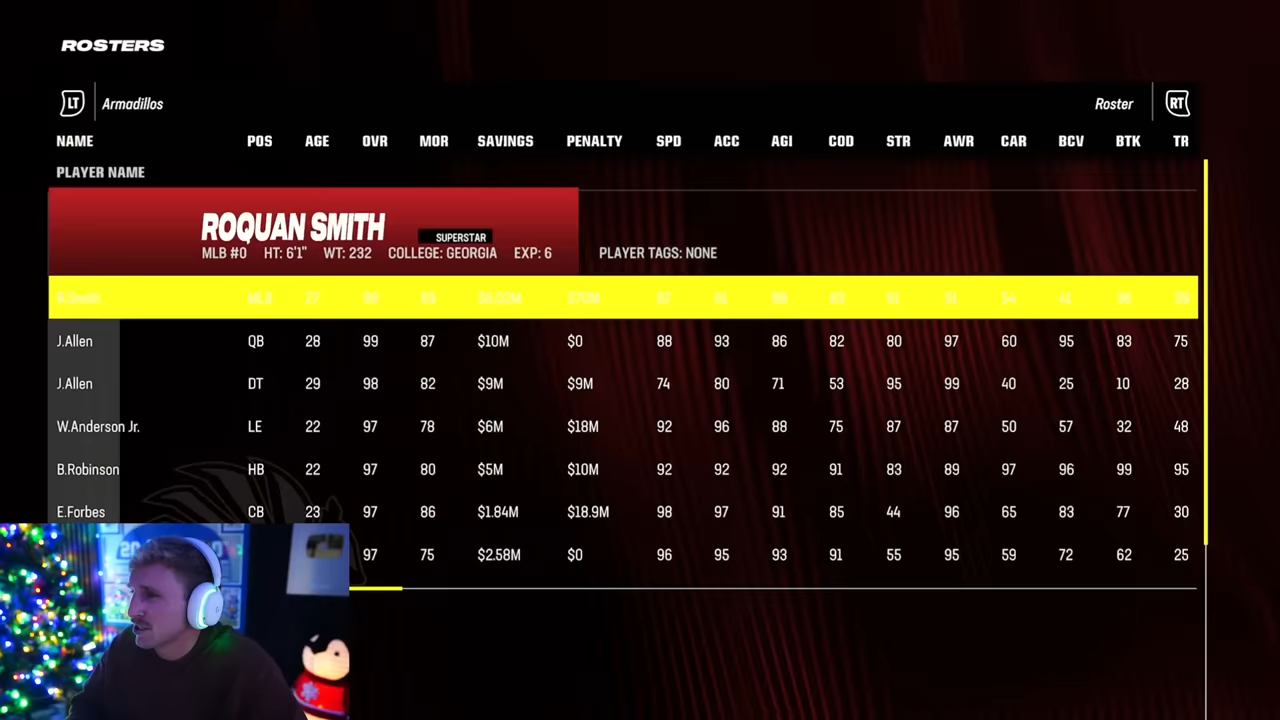 ROSTERS
LT Armadillos Roster RT
NAME POS AGE OVR MOR SAVINGS PENALTY SPD ACC AGI COD STR AWR CAR BCV BTK TR
PLAYER NAME
ROQUAN SMITH SUPERSTAR
MLB #0 HT: 6'1" WT: 232 COLLEGE: GEORGIA EXP: 6 PLAYER TAGS: NONE
R.Smith MLB 27
J.Allen QB 28 99 87 $10M $0 88 93 86 82 80 97 60 95 83 75
J.Allen DT 29 98 82 $9M $9M 74 80 71 53 95 99 40 25 10 28
W.Anderson Jr. LE 22 97 78 $6M $18M 92 96 88 75 87 87 50 57 32 48
B.Robinson HB 22 97 80 $5M $10M 92 92 92 91 83 89 97 96 99 95
E.Forbes CB 23 97 86 $1.84M $18.9M 98 97 91 85 44 96 65 83 77 30
97 75 $2.58M $0 96 95 93 91 55 95 59 72 62 25